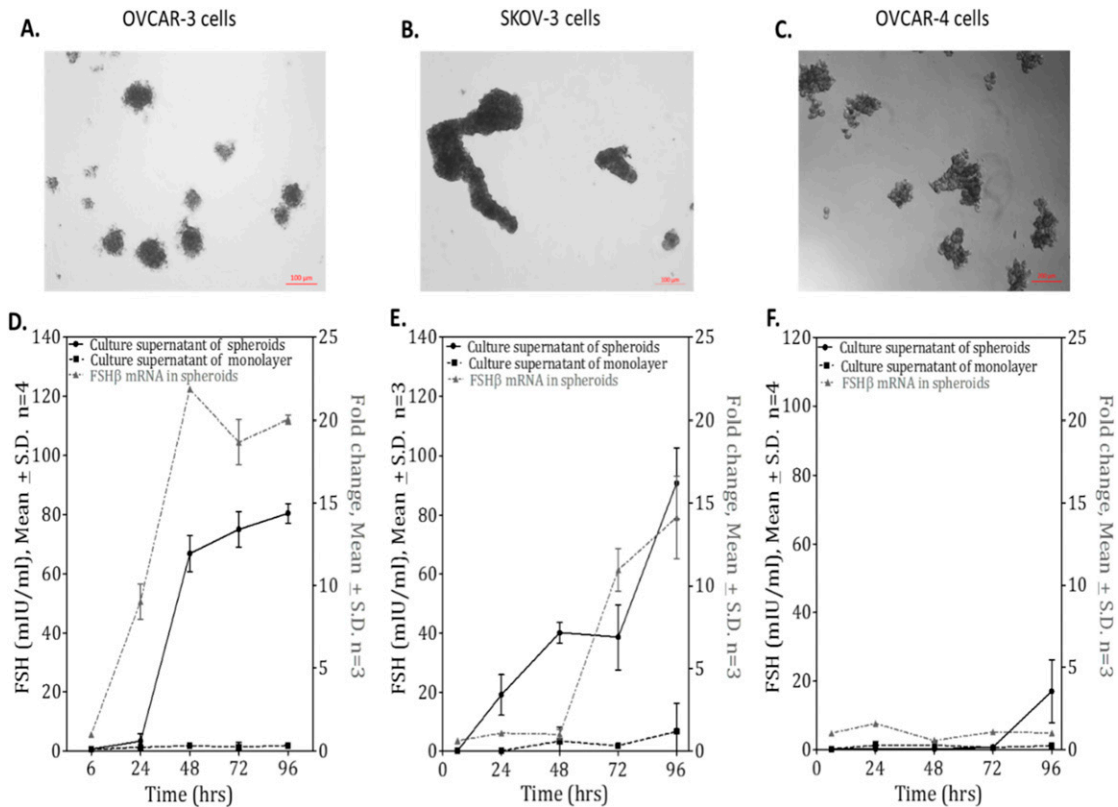 OVCAR-3 cells
SKOV-3 cells
OVCAR-4 cells
A.
B.
C.
100 µm
100 µm
D.
E.
F.
140
120
100
80
60
40
20
0
FSH (mIU/ml), Mean ± S.D. n=4
Culture supernatant of spheroids
Culture supernatant of monolayer
FSHβ mRNA in spheroids
25
20
15
10
5
0
Fold change, Mean ± S.D. n=3
6 24 48 72 96
Time (hrs)
140
120
100
80
60
40
20
0
FSH (mIU/ml), Mean ± S.D. n=3
Culture supernatant of spheroids
Culture supernatant of monolayer
FSHβ mRNA in spheroids
25
20
15
10
5
0
Fold change, Mean ± S.D. n=3
0 6 24 48 72 96
Time (hrs)
120
100
80
60
40
20
0
FSH (mIU/ml), Mean ± S.D. n=4
Culture supernatant of spheroids
Culture supernatant of monolayer
FSHβ mRNA in spheroids
25
20
15
10
5
0
Fold change, Mean ± S.D. n=3
0 6 24 48 72 96
Time (hrs)